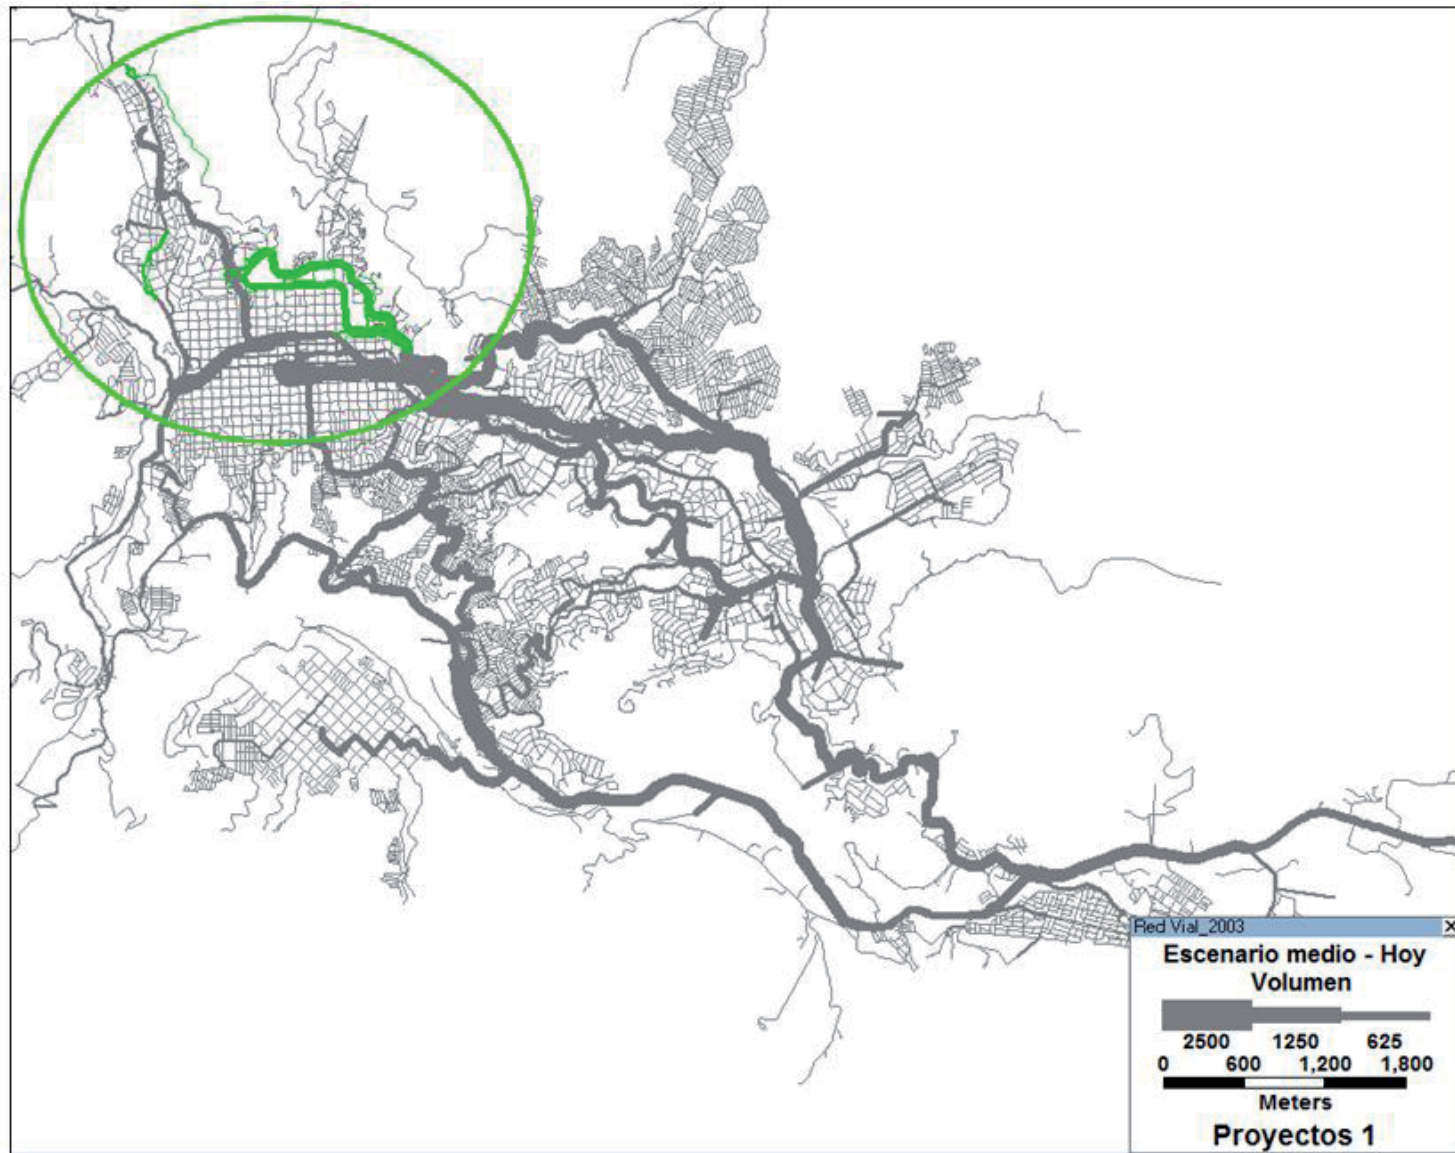 Red Vial_2003
Escenario medio - Hoy
Volumen
2500 1250 625
0 600 1,200 1,800
Meters
Proyectos 1